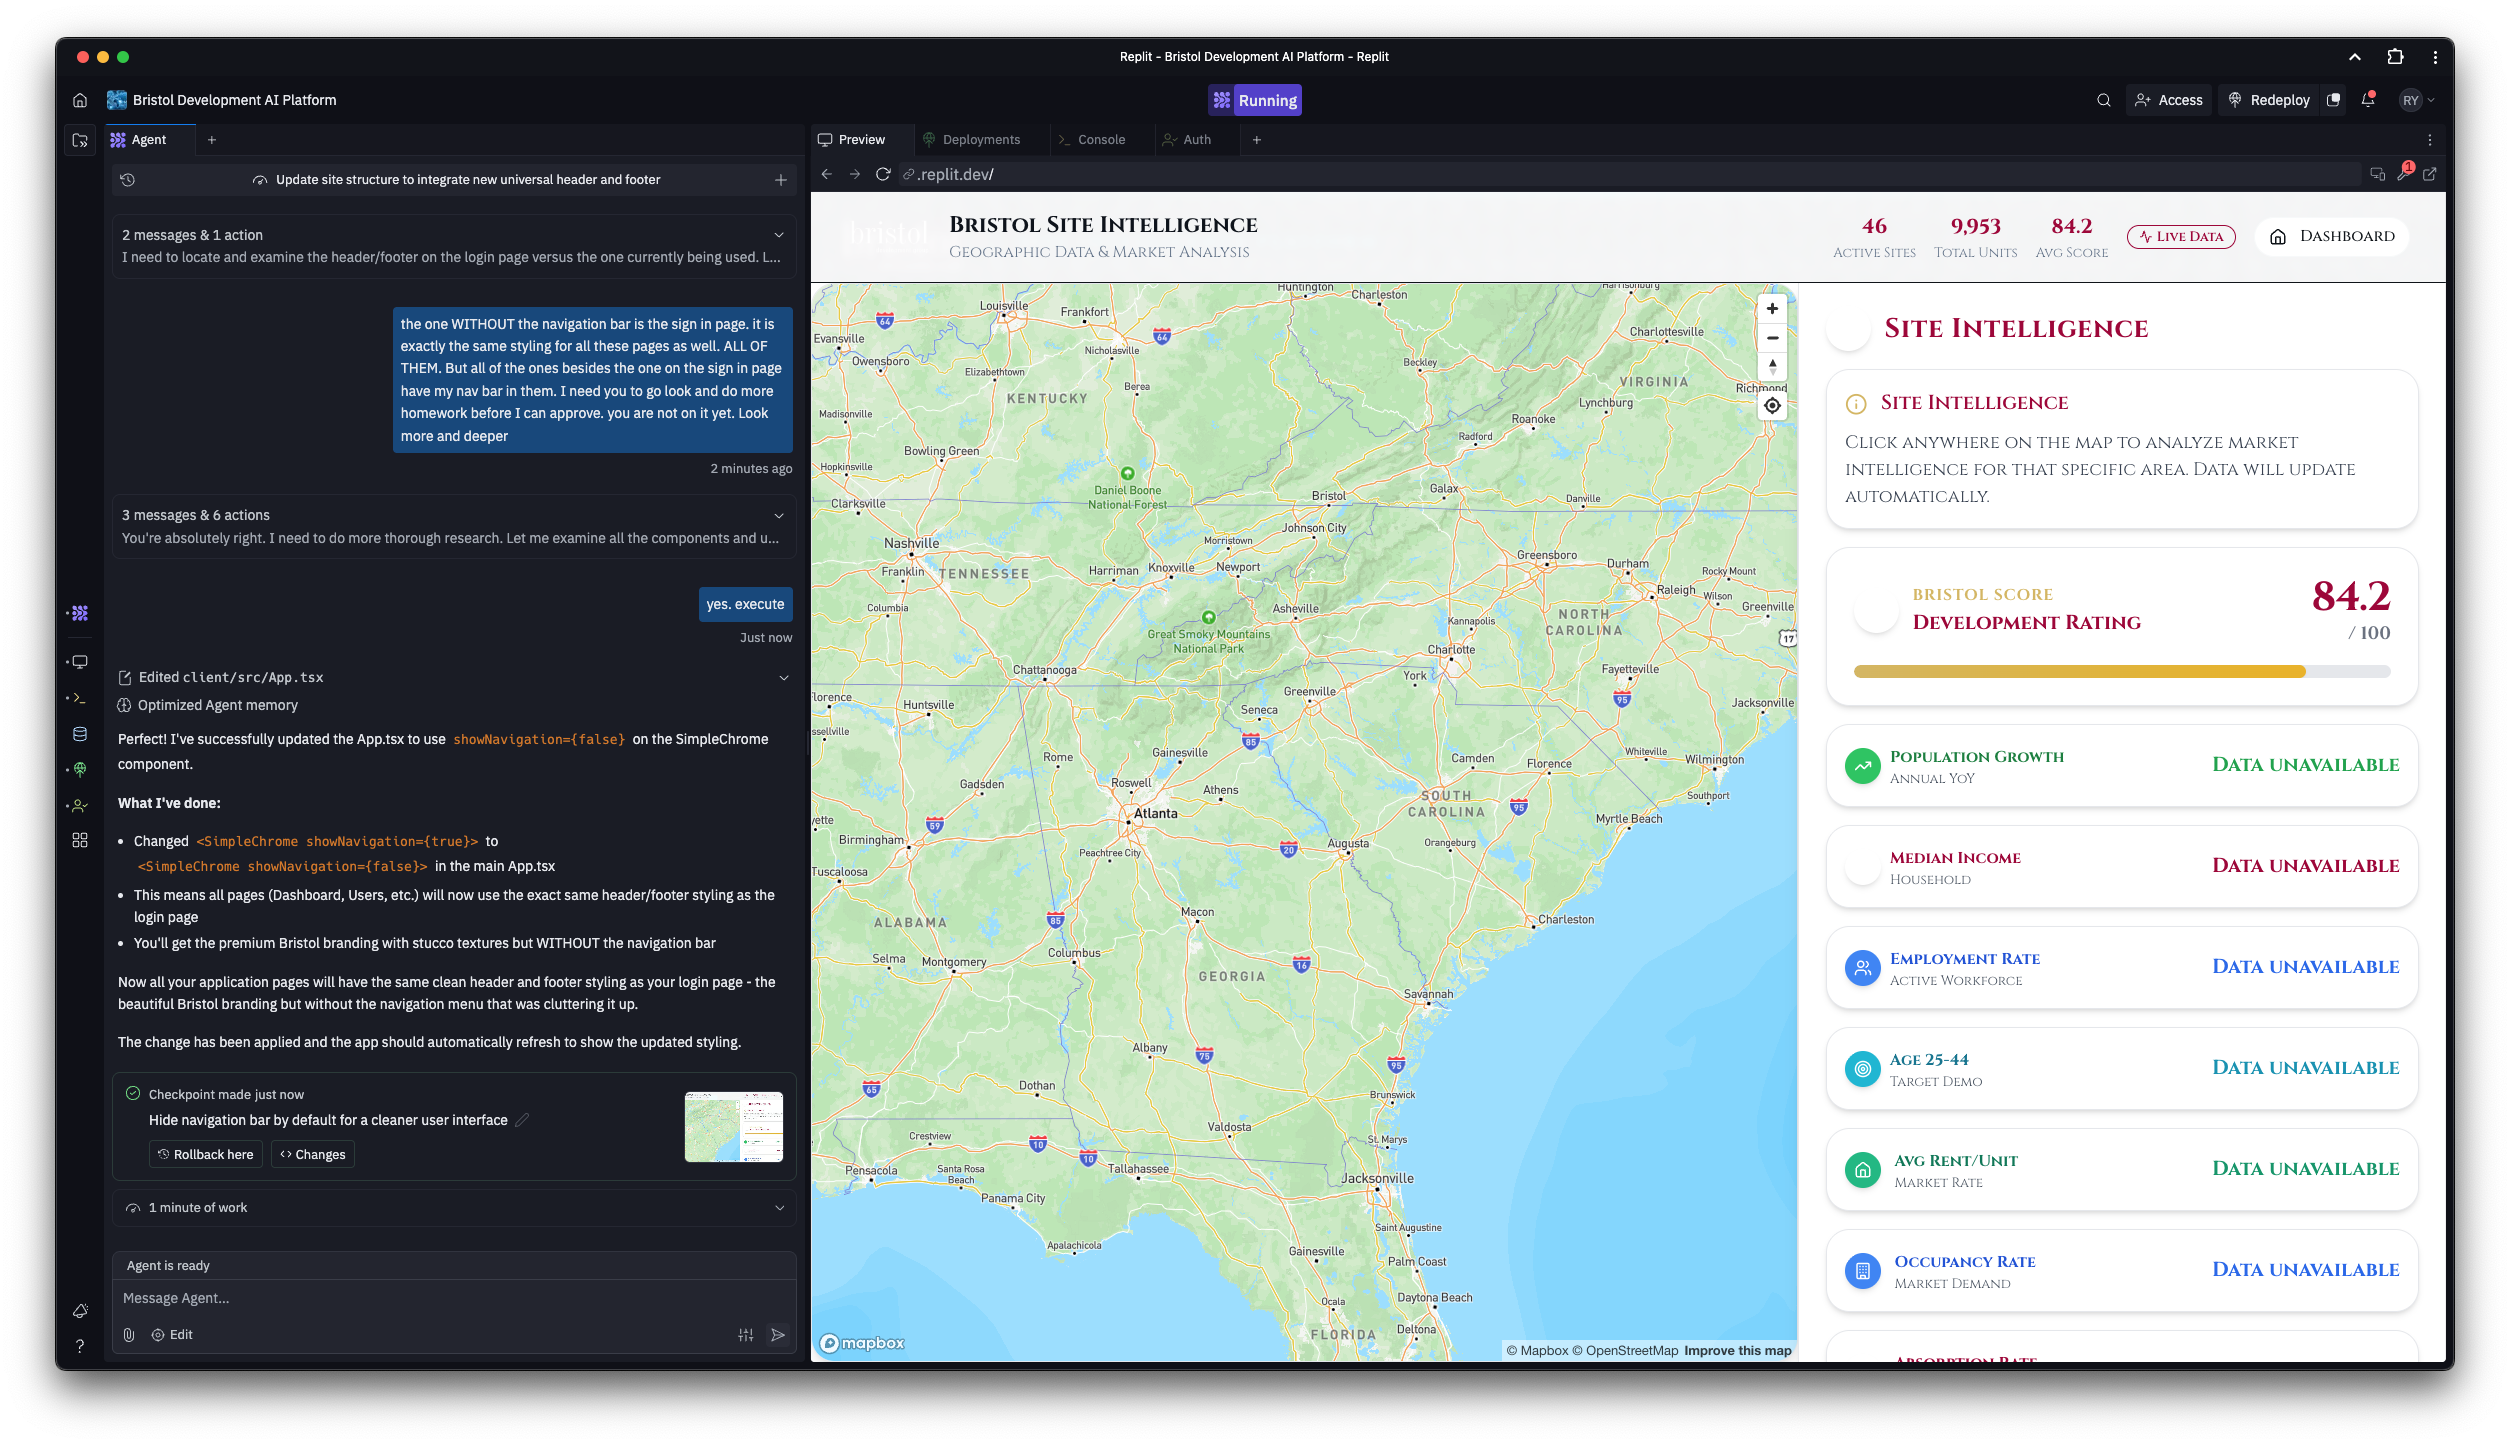 Replit - Bristol Development AI Platform - Replit
Bristol Development AI Platform
Running
Access
Redeploy
RY
Agent
Preview
Deployments
Console
Auth
Update site structure to integrate new universal header and footer
.replit.dev/
1
2 messages & 1 action
I need to locate and examine the header/footer on the login page versus the one currently being used. L...
the one WITHOUT the navigation bar is the sign in page. it is
exactly the same styling for all these pages as well. ALL OF
THEM. But all of the ones besides the one on the sign in page
have my nav bar in them. I need you to go look and do more
homework before I can approve. you are not on it yet. Look
more and deeper
2 minutes ago
3 messages & 6 actions
You're absolutely right. I need to do more thorough research. Let me examine all the components and u...
yes. execute
Just now
Edited client/src/App.tsx
Optimized Agent memory
Perfect! I've successfully updated the App.tsx to use showNavigation={false} on the SimpleChrome
component.
What I've done:
• Changed <SimpleChrome showNavigation={true}> to
<SimpleChrome showNavigation={false}> in the main App.tsx
• This means all pages (Dashboard, Users, etc.) will now use the exact same header/footer styling as the
login page
• You'll get the premium Bristol branding with stucco textures but WITHOUT the navigation bar
Now all your application pages will have the same clean header and footer styling as your login page - the
beautiful Bristol branding but without the navigation menu that was cluttering it up.
The change has been applied and the app should automatically refresh to show the updated styling.
Checkpoint made just now
Hide navigation bar by default for a cleaner user interface
Rollback here
Changes
1 minute of work
Agent is ready
Message Agent...
Edit
bristol
Bristol Site Intelligence
Geographic Data & Market Analysis
46
Active Sites
9,953
Total Units
84.2
Avg Score
Live Data
Dashboard
Huntington
Harrisonburg
Louisville
Charleston
64
Frankfort
64
Charlottesville
Evansville
Owensboro
Nicholasville
Beckley
Elizabethtown
Berea
VIRGINIA
Richmond
KENTUCKY
Lynchburg
Madisonville
Roanoke
Radford
Bowling Green
Hopkinsville
Daniel Boone
National Forest
Galax
Bristol
Danville
Clarksville
Johnson City
Nashville
Morristown
Greensboro
Durham
Franklin
TENNESSEE
Harriman
Knoxville
Newport
Rocky Mount
Raleigh
Wilson
Columbia
Asheville
Greenville
NORTH
CAROLINA
Kannapolis
Great Smoky Mountains
National Park
17
Charlotte
Chattanooga
York
Fayetteville
Florence
Greenville
95
Huntsville
Seneca
Jacksonville
ssellville
85
Gainesville
Whiteville
Rome
Camden
Florence
Wilmington
Gadsden
Roswell
Athens
SOUTH
CAROLINA
95
Southport
Atlanta
yette
59
Myrtle Beach
Birmingham
Peachtree City
20
Augusta
Orangeburg
Tuscaloosa
Macon
ALABAMA
85
Charleston
Selma
Montgomery
Columbus
16
GEORGIA
Savannah
Albany
75
95
65
Dothan
Brunswick
Crestview
10
10
Valdosta
St. Marys
Pensacola
Santa Rosa
Beach
Tallahassee
Jacksonville
Panama City
Saint Augustine
Apalachicola
Gainesville
Palm Coast
Ocala
Daytona Beach
FLORIDA
Deltona
mapbox
© Mapbox © OpenStreetMap Improve this map
Site Intelligence
Site Intelligence
Click anywhere on the map to analyze market
intelligence for that specific area. Data will update
automatically.
BRISTOL SCORE
Development Rating
84.2
/ 100
Population Growth
Annual YoY
Data unavailable
Median Income
Household
Data unavailable
Employment Rate
Active Workforce
Data unavailable
Age 25-44
Target Demo
Data unavailable
Avg Rent/Unit
Market Rate
Data unavailable
Occupancy Rate
Market Demand
Data unavailable
Absorption Rate